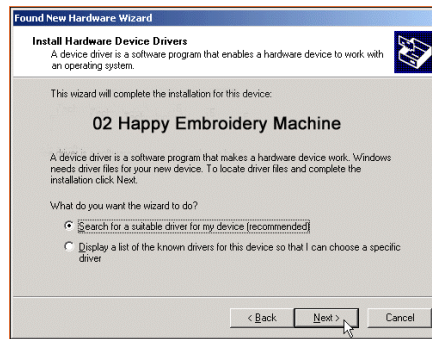 Found New Hardware Wizard
Install Hardware Device Drivers
A device driver is a software program that enables a hardware device to work with
an operating system.
This wizard will complete the installation for this device:
02 Happy Embroidery Machine
A device driver is a software program that makes a hardware device work. Windows
needs driver files for your new device. To locate driver files and complete the
installation click Next.
What do you want the wizard to do?
Search for a suitable driver for my device (recommended)
Display a list of the known drivers for this device so that I can choose a specific
driver
< Back Next > Cancel